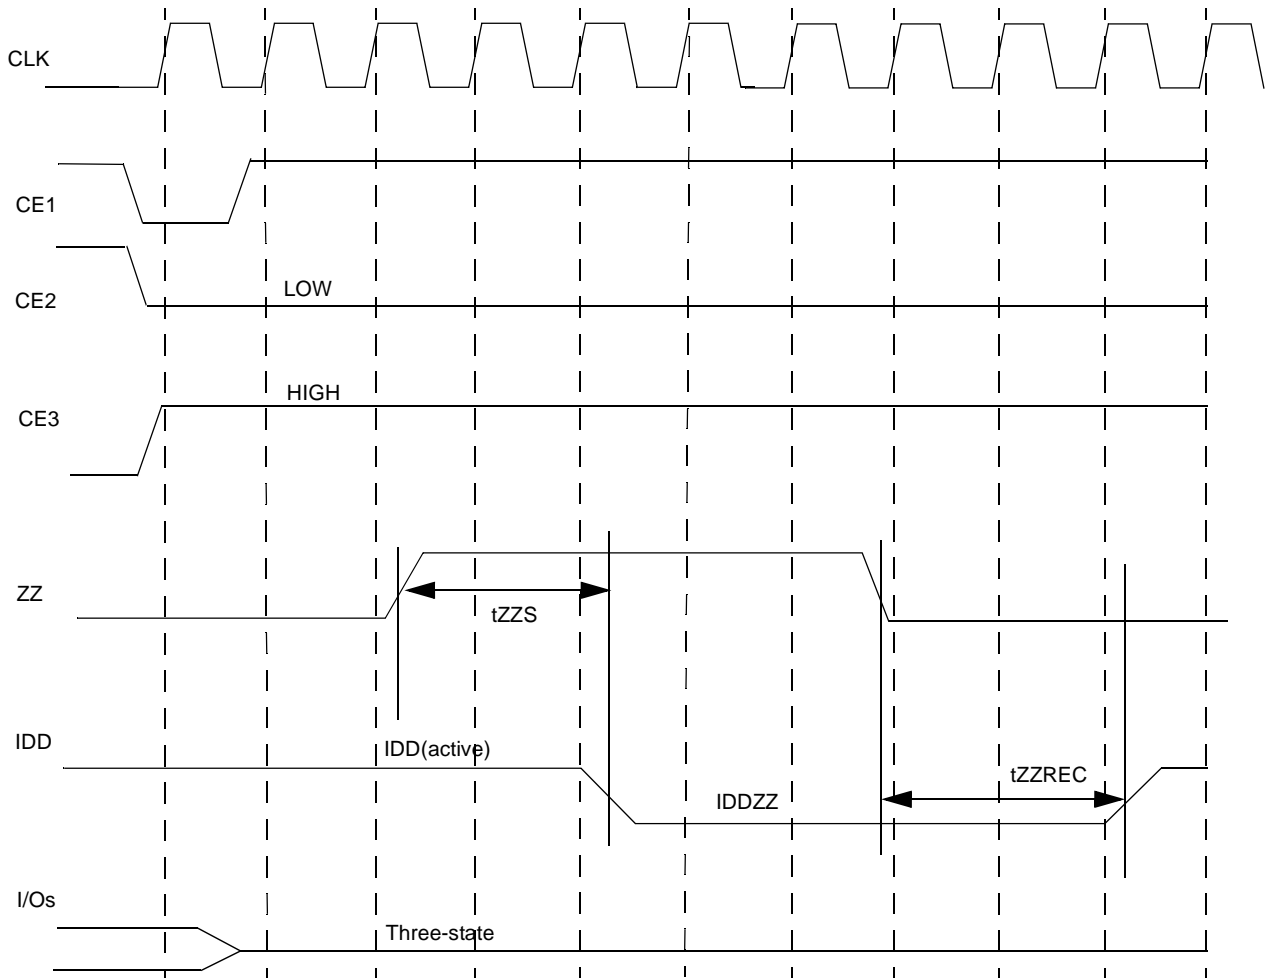 CLK
CE1
LOW
CE2
HIGH
CE3
ZZ
tZZS
IDD
IDD(active)
tZZREC
IDDZZ
I/Os
Three-state